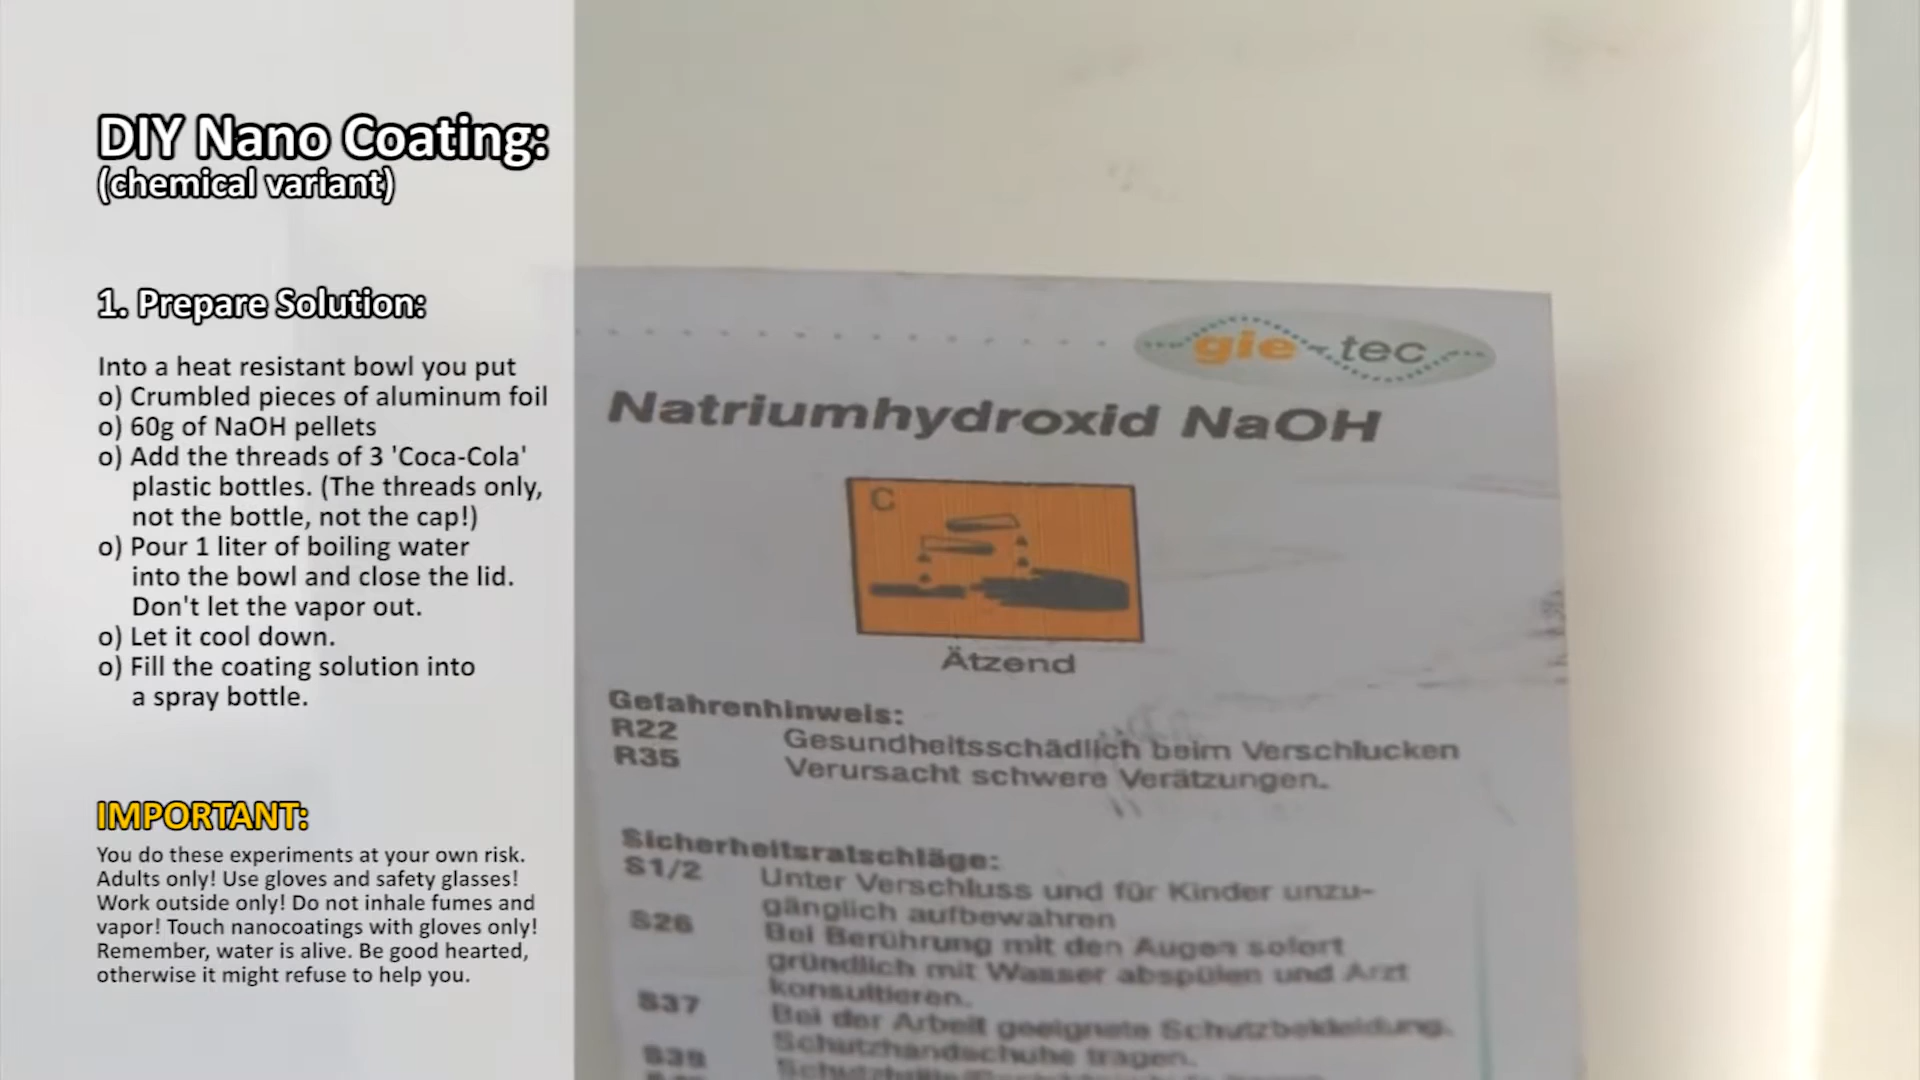 DIY Nano Coating:
(chemical variant)
1. Prepare Solution:
Into a heat resistant bowl you put
o) Crumbled pieces of aluminum foil
o) 60g of NaOH pellets
o) Add the threads of 3 'Coca-Cola'
plastic bottles. (The threads only,
not the bottle, not the cap!)
o) Pour 1 liter of boiling water
into the bowl and close the lid.
Don't let the vapor out.
o) Let it cool down.
o) Fill the coating solution into
a spray bottle.
IMPORTANT:
You do these experiments at your own risk.
Adults only! Use gloves and safety glasses!
Work outside only! Do not inhale fumes and
vapor! Touch nanocoatings with gloves only!
Remember, water is alive. Be good hearted,
otherwise it might refuse to help you.
gie-tec
Natriumhydroxid NaOH
C
Ätzend
Gefahrenhinweis:
R22 Gesundheitsschädlich beim Verschlucken
R35 Verursacht schwere Verätzungen.
Sicherheitsratschläge:
S1/2 Unter Verschluss und für Kinder unzu-
gänglich aufbewahren
S26 Bei Berührung mit den Augen sofort
gründlich mit Wasser abspülen und Arzt
konsultieren.
S37 Bei der Arbeit geeignete Schutzbekleidung.
Schutzhandschuhe tragen.